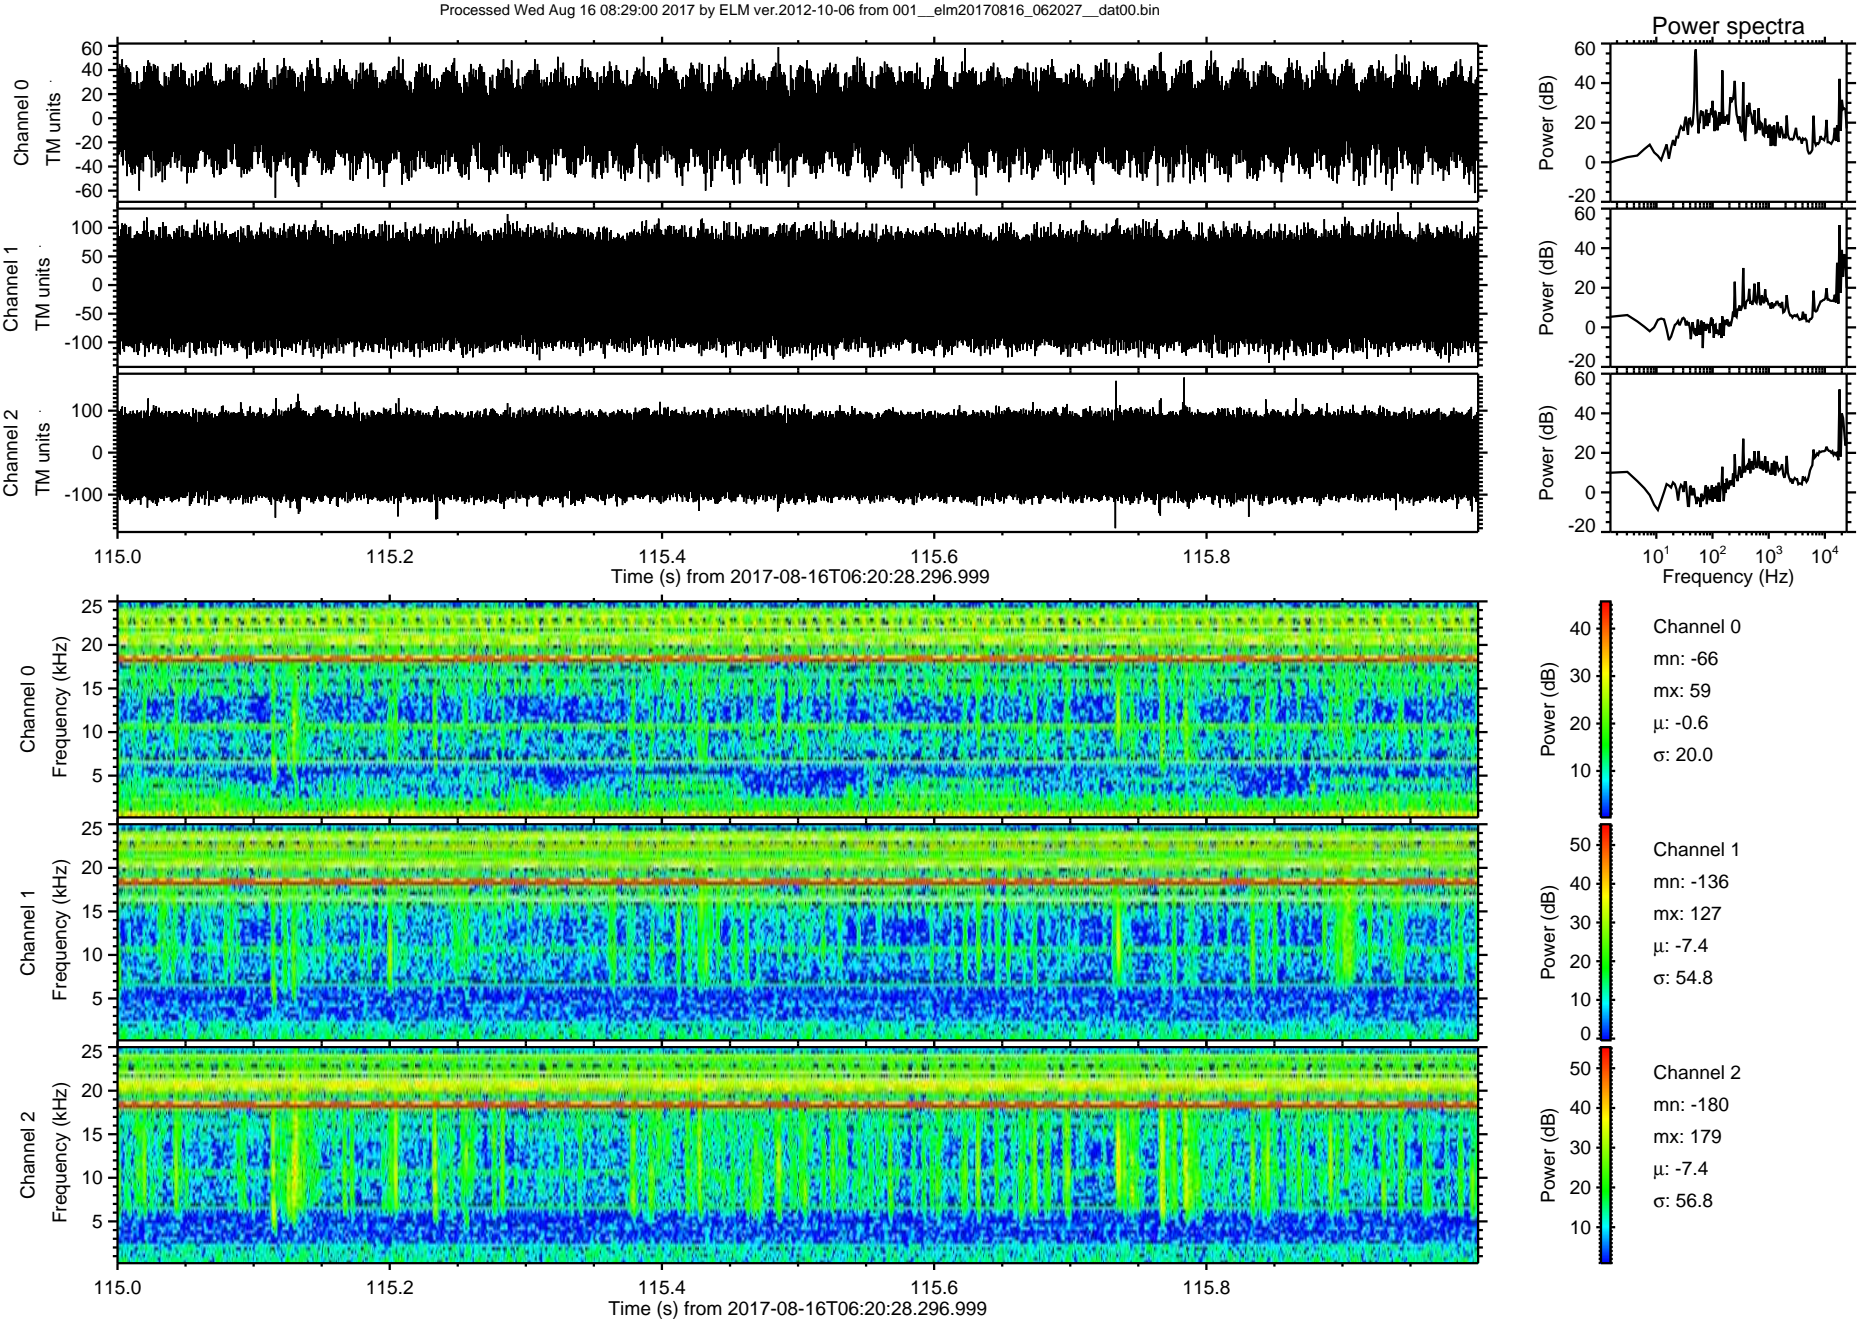 Processed Wed Aug 16 08:29:00 2017 by ELM ver.2012-10-06 from 001__elm20170816_062027__dat00.bin
Power spectra
Channel 0
TM units
60
40
20
0
-20
-40
-60
Power (dB)
60
40
20
0
-20
Channel 1
TM units
100
50
0
-50
-100
Power (dB)
60
40
20
0
-20
Channel 2
TM units
100
0
-100
Power (dB)
60
40
20
0
-20
115.0 115.2 115.4 115.6 115.8
Time (s) from 2017-08-16T06:20:28.296.999
10^1 10^2 10^3 10^4
Frequency (Hz)
Channel 0
Frequency (kHz)
25
20
15
10
5
Power (dB)
40
30
20
10
Channel 0
mn: -66
mx: 59
μ: -0.6
σ: 20.0
Channel 1
Frequency (kHz)
25
20
15
10
5
Power (dB)
50
40
30
20
10
0
Channel 1
mn: -136
mx: 127
μ: -7.4
σ: 54.8
Channel 2
Frequency (kHz)
25
20
15
10
5
Power (dB)
50
40
30
20
10
Channel 2
mn: -180
mx: 179
μ: -7.4
σ: 56.8
115.0 115.2 115.4 115.6 115.8
Time (s) from 2017-08-16T06:20:28.296.999